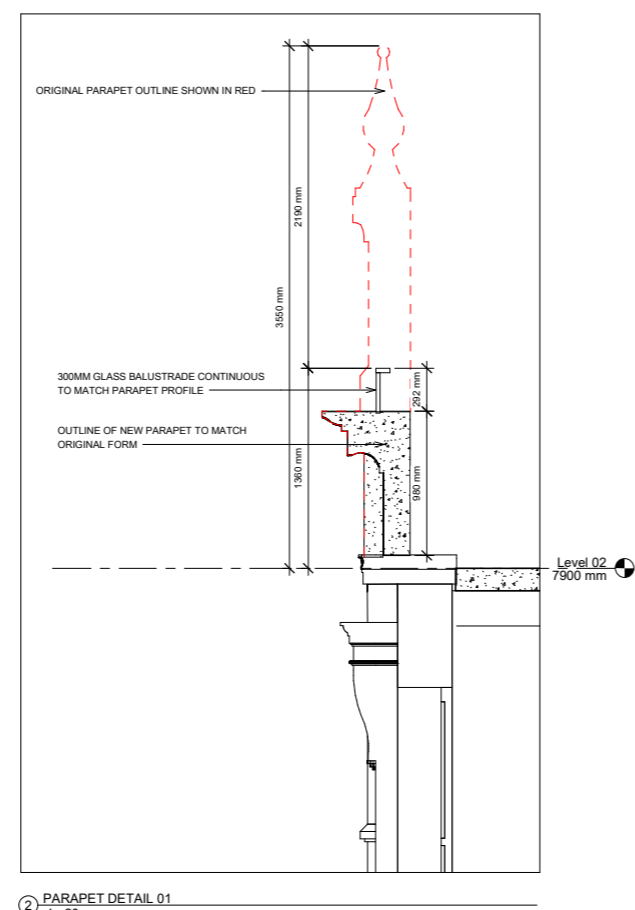 ORIGINAL PARAPET OUTLINE SHOWN IN RED
2190 mm
3550 mm
300MM GLASS BALUSTRADE CONTINUOUS
TO MATCH PARAPET PROFILE
292 mm
OUTLINE OF NEW PARAPET TO MATCH
ORIGINAL FORM
1360 mm
980 mm
Level 02
7900 mm
2 PARAPET DETAIL 01